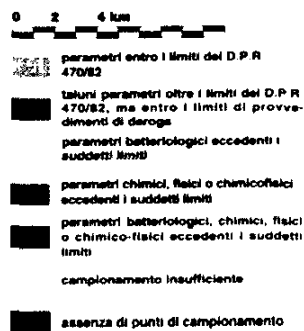 0 2 4 km
parametri entro i limiti del D.P.R
470/82
taluni parametri oltre i limiti del D.P.R
470/82, ma entro i limiti di provve-
dimenti di deroga
parametri batteriologici eccedenti i
suddetti limiti
parametri chimici, fisici o chimicofisici
eccedenti i suddetti limiti
parametri batteriologici, chimici, fisici
o chimico-fisici eccedenti i suddetti
limiti
campionamento insufficiente
assenza di punti di campionamento